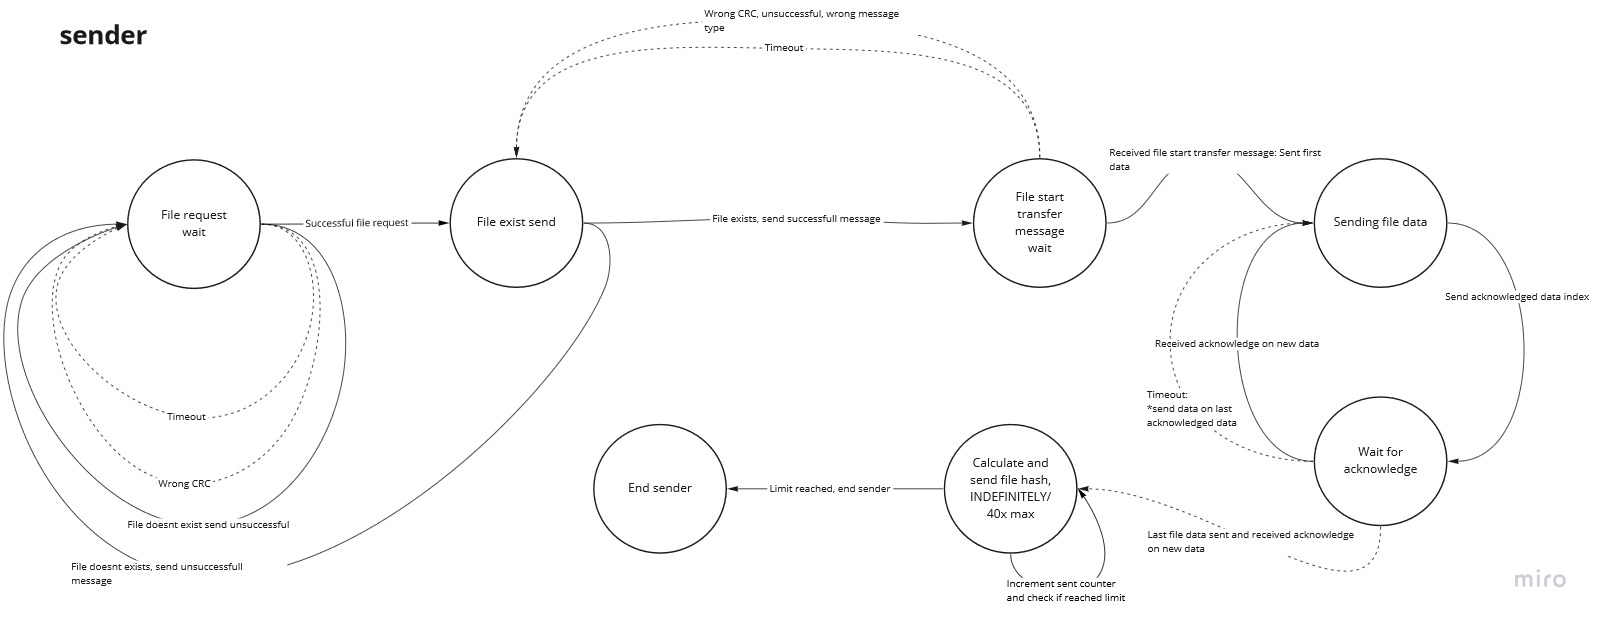 sender
Wrong CRC, unsuccessful, wrong message
type
Timeout
Received file start transfer message: Sent first
data
File request
wait
Successful file request
File exist send
File exists, send successfull message
File start
transfer
message
wait
Sending file data
Send acknowledged data index
Received acknowledge on new data
Timeout:
*send data on last
acknowledged data
Timeout
Wrong CRC
File doesnt exist send unsuccessful
File doesnt exists, send unsuccessfull
message
End sender
Limit reached, end sender
Calculate and
send file hash,
INDEFINITELY/
40x max
Wait for
acknowledge
Last file data sent and received acknowledge
on new data
Increment sent counter
and check if reached limit
miro